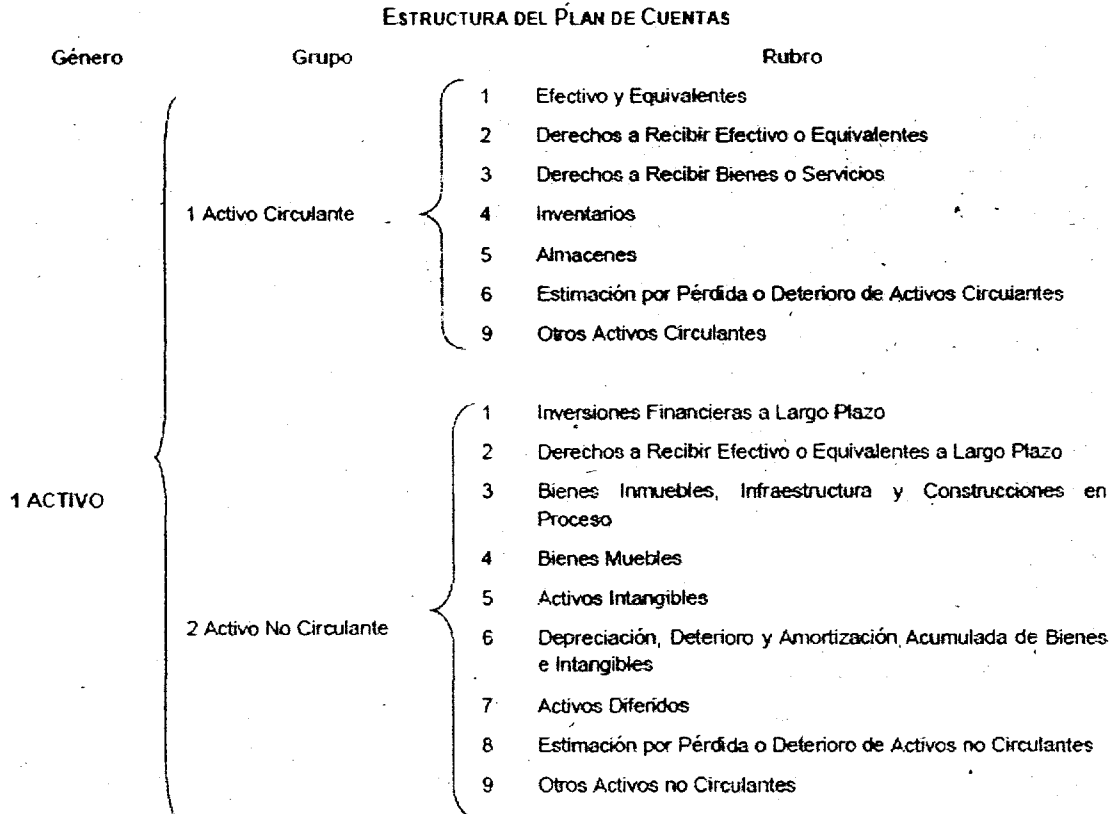 ESTRUCTURA DEL PLAN DE CUENTAS
Género Grupo Rubro
1 Efectivo y Equivalentes
2 Derechos a Recibir Efectivo o Equivalentes
3 Derechos a Recibir Bienes o Servicios
1 Activo Circulante 4 Inventarios
5 Almacenes
6 Estimación por Pérdida o Deterioro de Activos Circulantes
9 Otros Activos Circulantes
1 Inversiones Financieras a Largo Plazo
2 Derechos a Recibir Efectivo o Equivalentes a Largo Plazo
1 ACTIVO 3 Bienes Inmuebles, Infraestructura y Construcciones en
Proceso
4 Bienes Muebles
5 Activos Intangibles
2 Activo No Circulante 6 Depreciación, Deterioro y Amortización Acumulada de Bienes
e Intangibles
7 Activos Diferidos
8 Estimación por Pérdida o Deterioro de Activos no Circulantes
9 Otros Activos no Circulantes